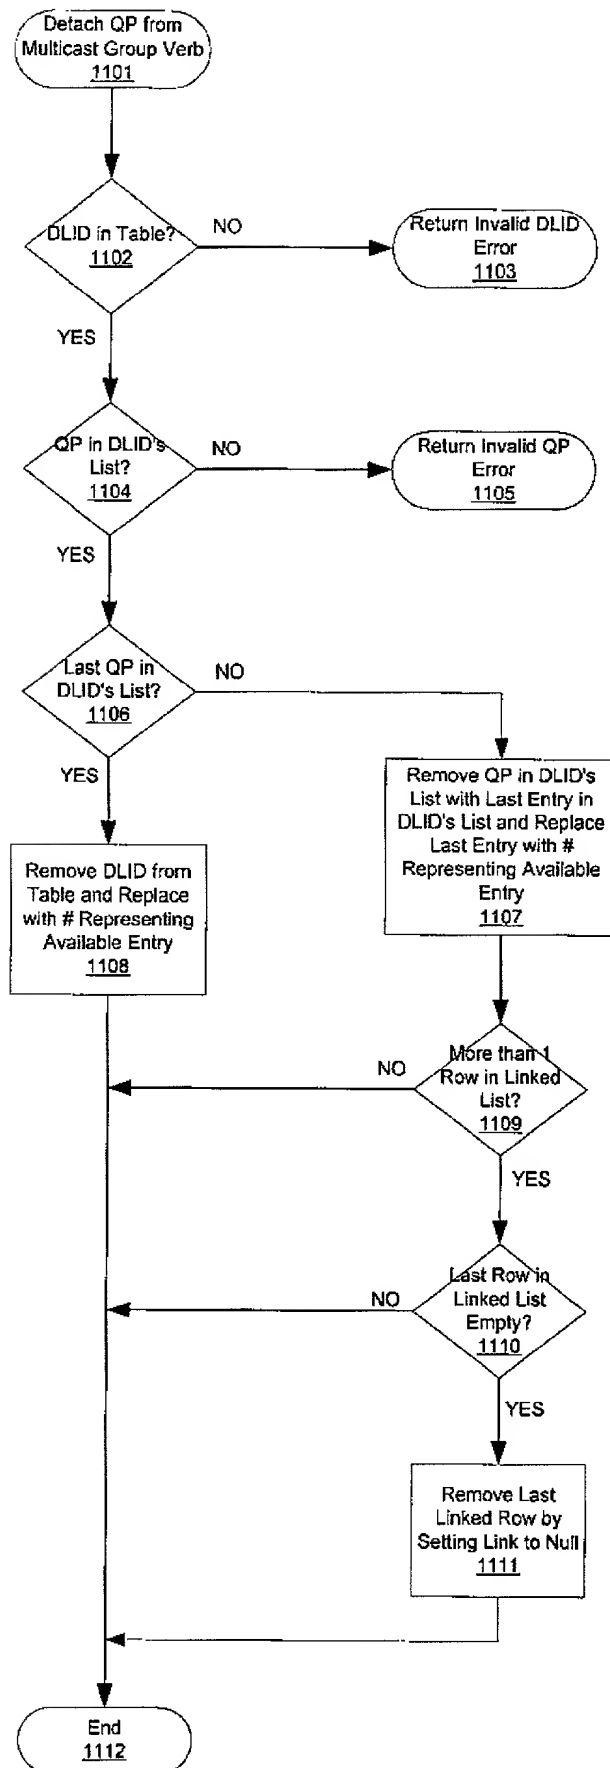 Detach QP from
Multicast Group Verb
1101
DLID in Table?
1102
NO
Return Invalid DLID
Error
1103
YES
QP in DLID's
List?
1104
NO
Return Invalid QP
Error
1105
YES
Last QP in
DLID's List?
1106
NO
YES
Remove QP in DLID's
List with Last Entry in
DLID's List and Replace
Last Entry with #
Representing Available
Entry
1107
Remove DLID from
Table and Replace
with # Representing
Available Entry
1108
More than 1
Row in Linked
List?
1109
NO
YES
Last Row in
Linked List
Empty?
1110
NO
YES
Remove Last
Linked Row by
Setting Link to Null
1111
End
1112